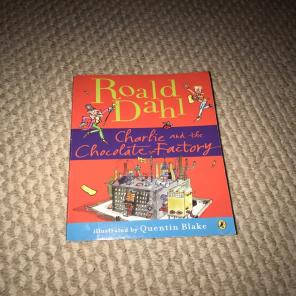 Roald
Dahl
Charlie and the
Chocolate Factory
illustrated by Quentin Blake